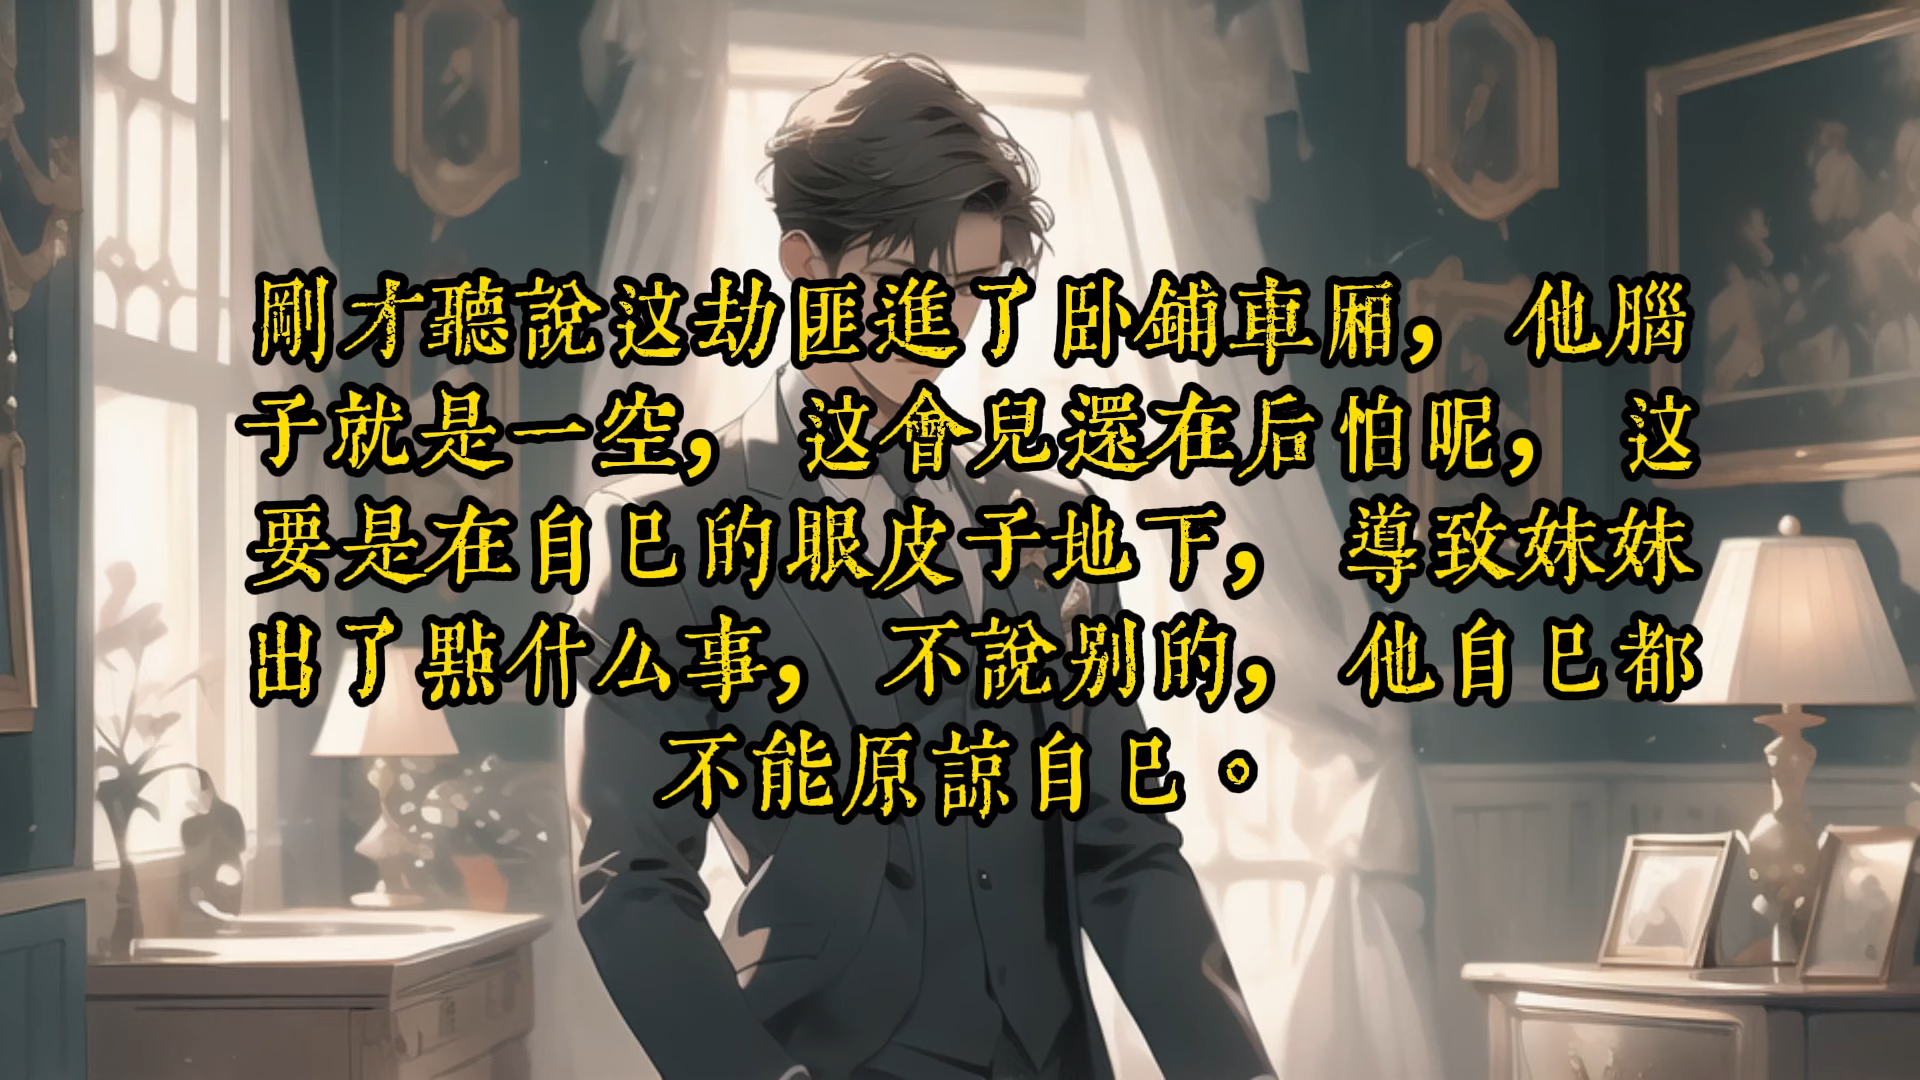 剛才聽說这劫匪進了卧鋪車厢，他腦
子就是一空，这會兒還在后怕呢，这
要是在自己的眼皮子地下，導致妹妹
出了點什么事，不說别的，他自己都
不能原諒自己。